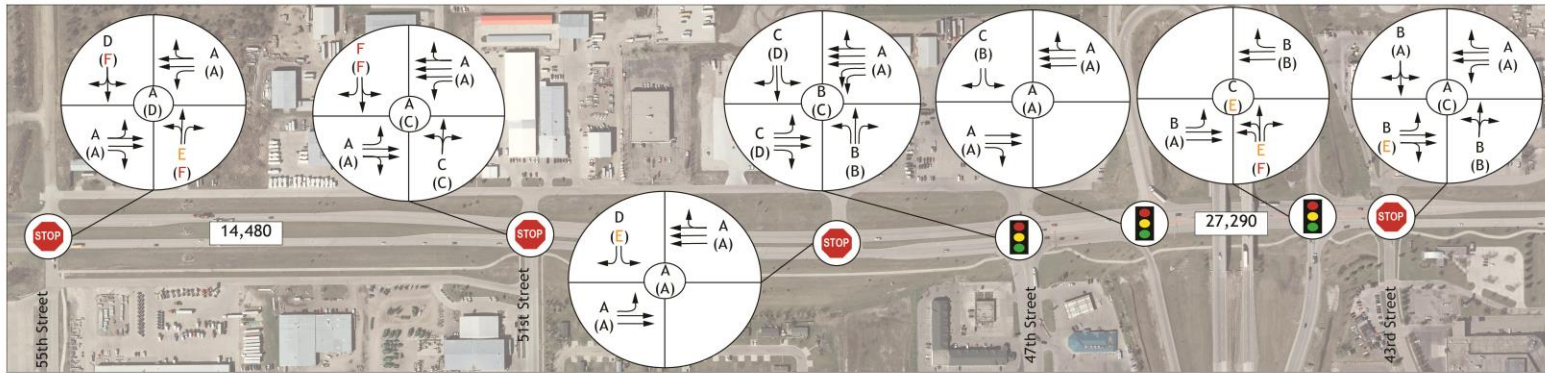 D
(F)
A
(A)
A
(D)
A
(A)
E
(F)
F
(F)
A
(A)
A
(C)
A
(A)
C
(C)
D
(E)
A
(A)
A
(A)
A
(A)
C
(D)
A
(A)
B
(C)
C
(D)
B
(B)
C
(B)
A
(A)
A
(A)
A
(A)
B
(B)
C
(E)
B
(A)
E
(F)
B
(A)
A
(A)
A
(C)
B
(E)
B
(B)
STOP
14,480
STOP
STOP
27,290
STOP
55th Street
51st Street
47th Street
43rd Street